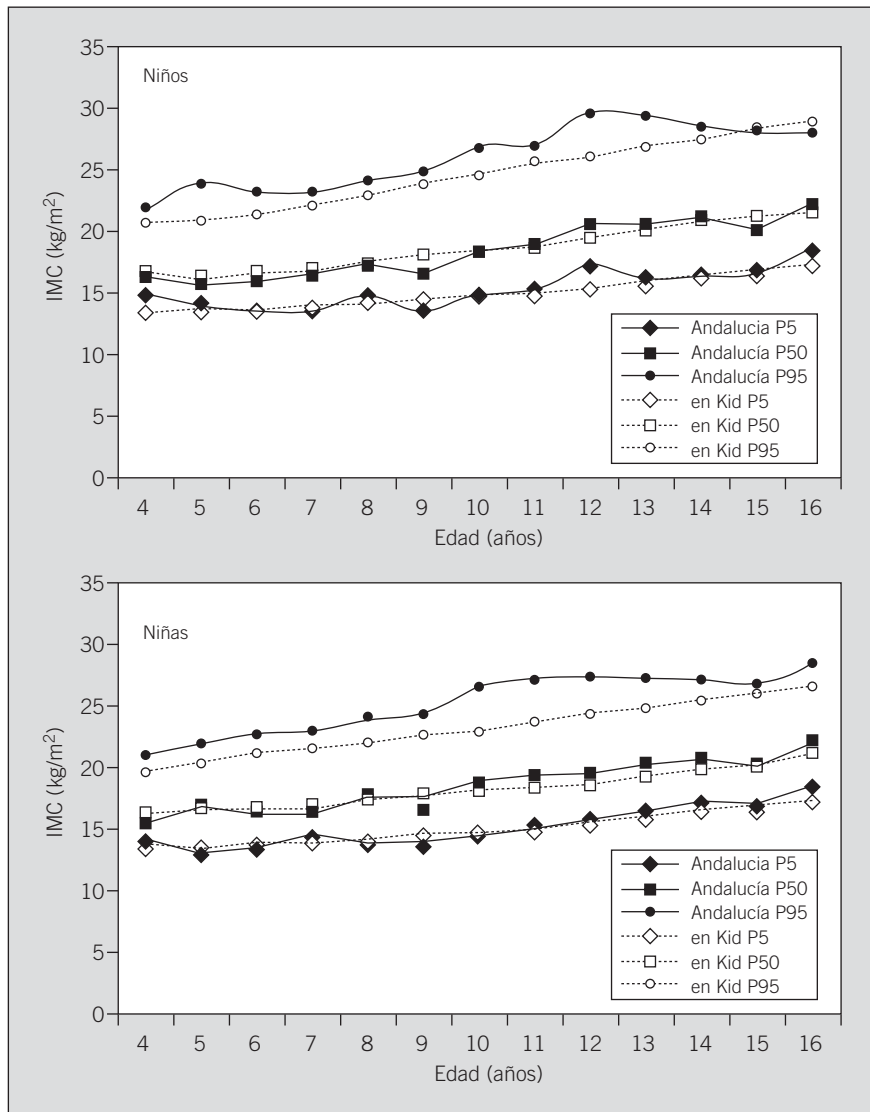 Niños
IMC (kg/m²)
35
30
25
20
15
10
5
0
4 5 6 7 8 9 10 11 12 13 14 15 16
Edad (años)
Andalucia P5
Andalucía P50
Andalucía P95
en Kid P5
en Kid P50
en Kid P95
Niñas
IMC (kg/m²)
35
30
25
20
15
10
5
0
4 5 6 7 8 9 10 11 12 13 14 15 16
Edad (años)
Andalucia P5
Andalucía P50
Andalucía P95
en Kid P5
en Kid P50
en Kid P95